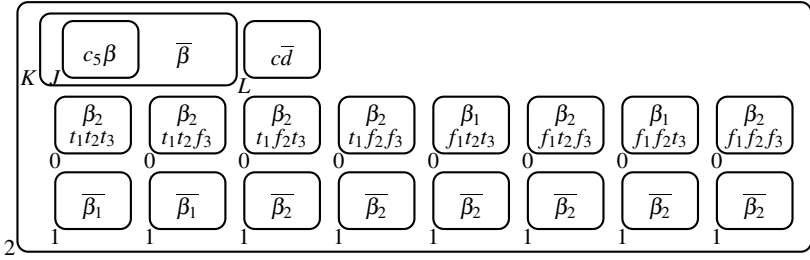 c₅β β̅ cd̅
K J L
β₂ β₂ β₂ β₂ β₁ β₂ β₁ β₂
t₁t₂t₃ t₁t₂f₃ t₁f₂t₃ t₁f₂f₃ f₁t₂t₃ f₁t₂f₃ f₁f₂t₃ f₁f₂f₃
0 0 0 0 0 0 0 0
β̅₁ β̅₁ β̅₂ β̅₂ β̅₂ β̅₂ β̅₂ β̅₂
2 1 1 1 1 1 1 1 1